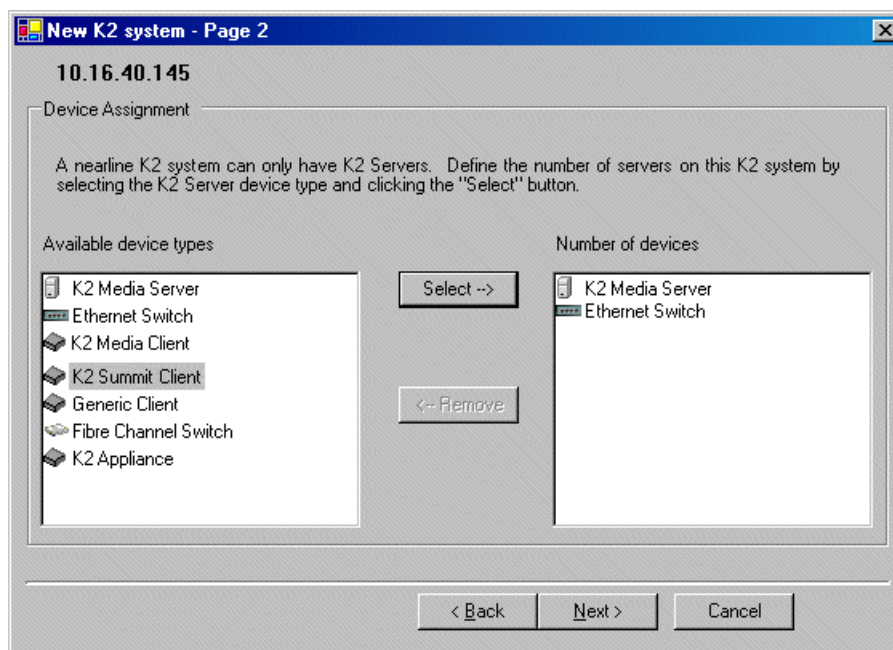 New K2 system - Page 2
10.16.40.145
Device Assignment
A nearline K2 system can only have K2 Servers. Define the number of servers on this K2 system by
selecting the K2 Server device type and clicking the "Select" button.
Available device types
Number of devices
K2 Media Server
Ethernet Switch
K2 Media Client
K2 Summit Client
Generic Client
Fibre Channel Switch
K2 Appliance
Select -->
<-- Remove
K2 Media Server
Ethernet Switch
< Back
Next >
Cancel